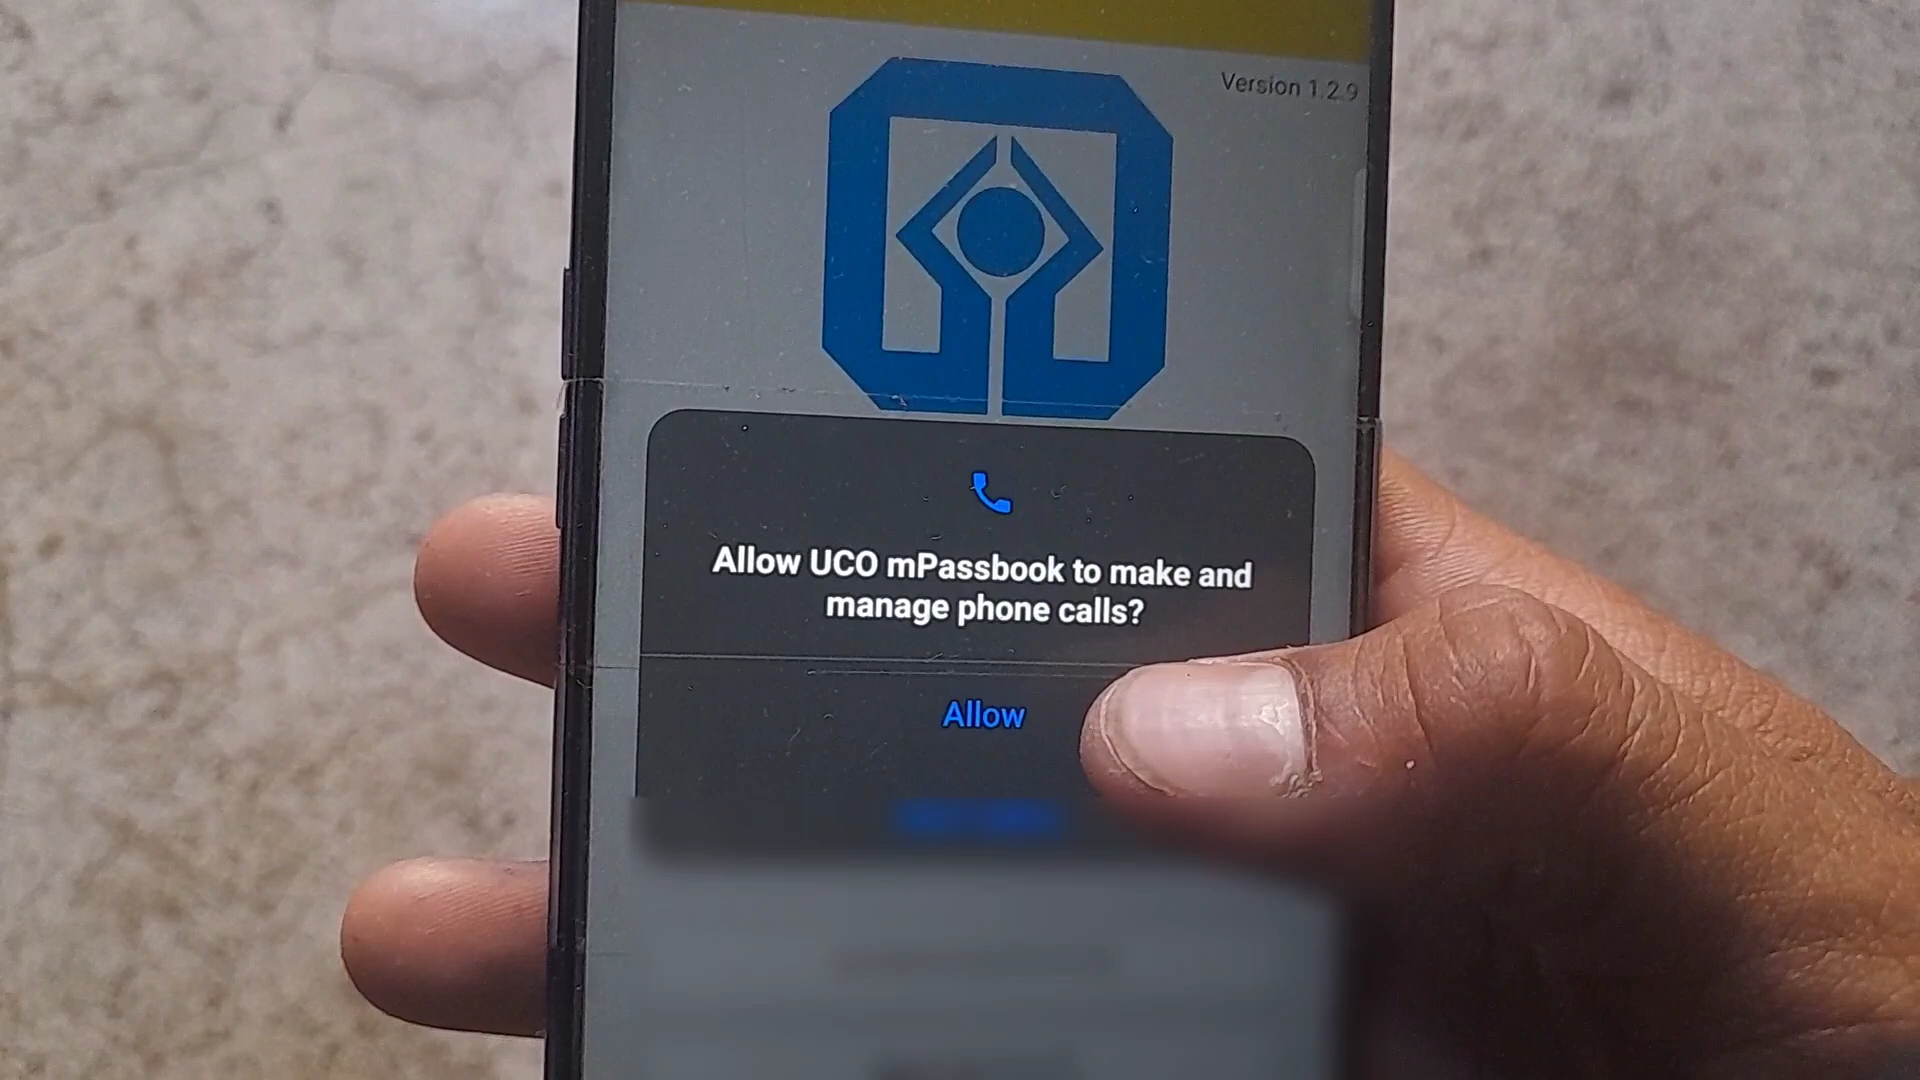 Version 1.2.9
Allow UCO mPassbook to make and
manage phone calls?
Allow